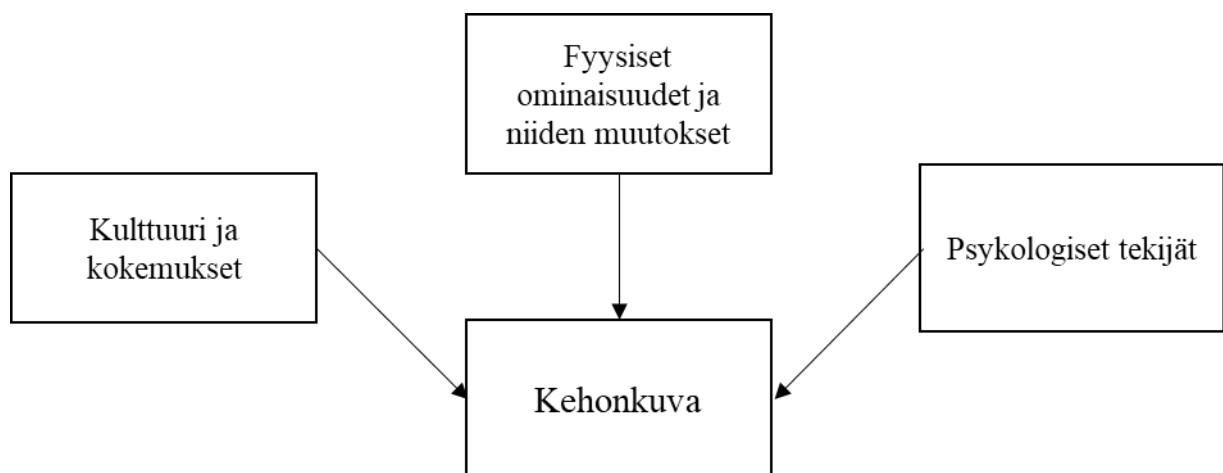 Fyysiset
ominaisuudet ja
niiden muutokset
Kulttuuri ja
kokemukset
Psykologiset tekijät
Kehonkuva